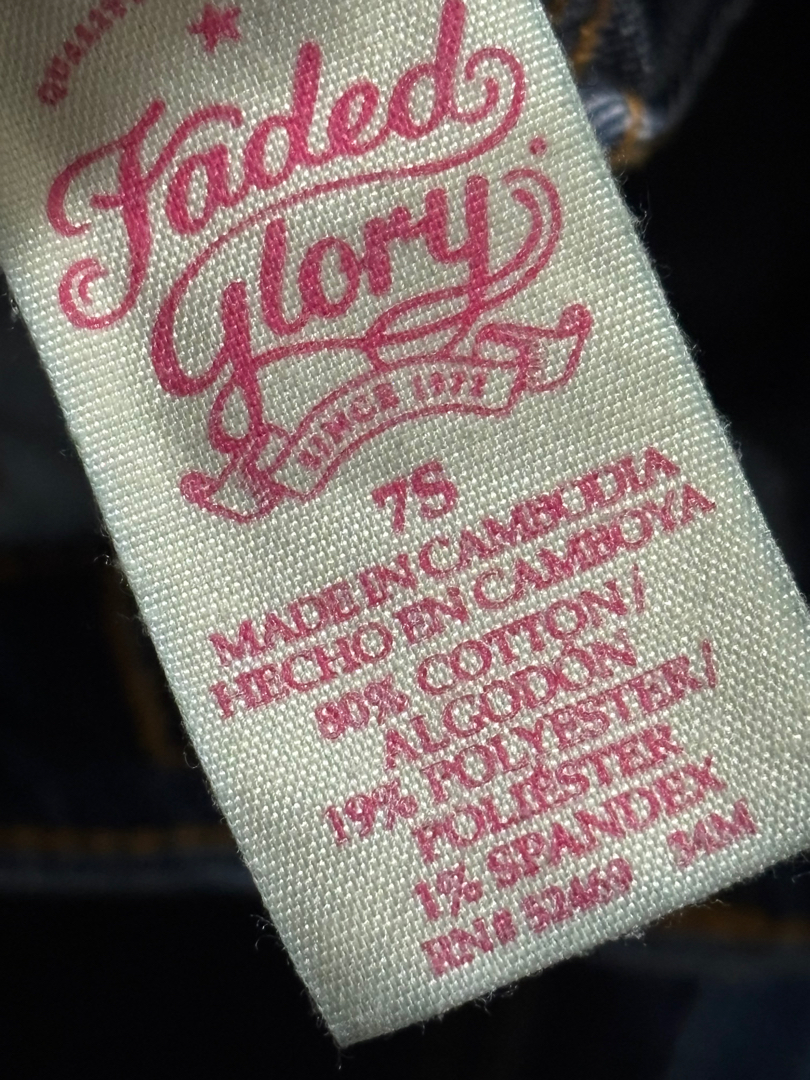 QUALITY
Faded
Glory
SINCE 1972
7S
MADE IN CAMBODIA
HECHO EN CAMBOYA
80% COTTON/
ALGODÓN
19% POLYESTER/
POLIÉSTER
1% SPANDEX
RN# 52469 34M